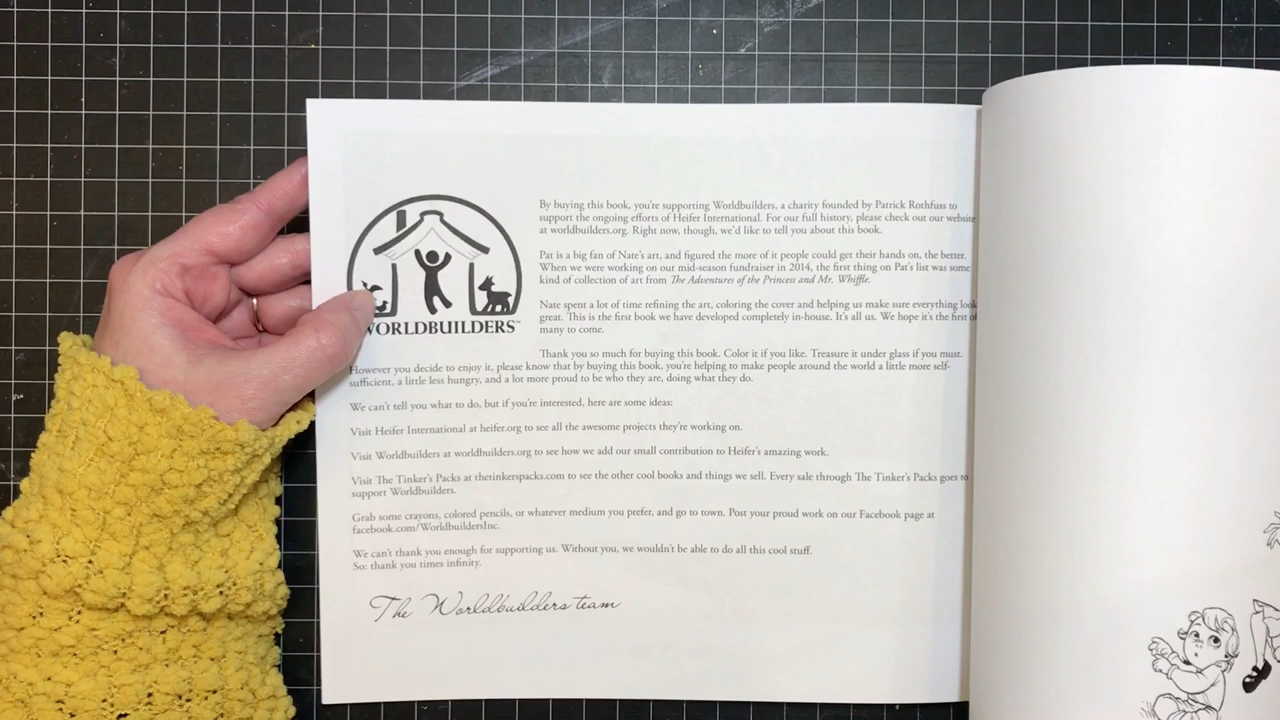 WORLDBUILDERS™
By buying this book, you're supporting Worldbuilders, a charity founded by Patrick Rothfuss to
support the ongoing efforts of Heifer International. For our full history, please check out our website
at worldbuilders.org. Right now, though, we'd like to tell you about this book.
Pat is a big fan of Nate's art, and figured the more of it people could get their hands on, the better.
When we were working on our mid-season fundraiser in 2014, the first thing on Pat's list was some
kind of collection of art from The Adventures of the Princess and Mr. Whiffle.
Nate spent a lot of time refining the art, coloring the cover and helping us make sure everything look
great. This is the first book we have developed completely in-house. It's all us. We hope it's the first of
many to come.
Thank you so much for buying this book. Color it if you like. Treasure it under glass if you must.
However you decide to enjoy it, please know that by buying this book, you're helping to make people around the world a little more self-
sufficient, a little less hungry, and a lot more proud to be who they are, doing what they do.
We can't tell you what to do, but if you're interested, here are some ideas:
Visit Heifer International at heifer.org to see all the awesome projects they're working on.
Visit Worldbuilders at worldbuilders.org to see how we add our small contribution to Heifer's amazing work.
Visit The Tinker's Packs at thetinkerspacks.com to see the other cool books and things we sell. Every sale through The Tinker's Packs goes to
support Worldbuilders.
Grab some crayons, colored pencils, or whatever medium you prefer, and go to town. Post your proud work on our Facebook page at
facebook.com/WorldbuildersInc.
We can't thank you enough for supporting us. Without you, we wouldn't be able to do all this cool stuff.
So: thank you times infinity.
The Worldbuilders team